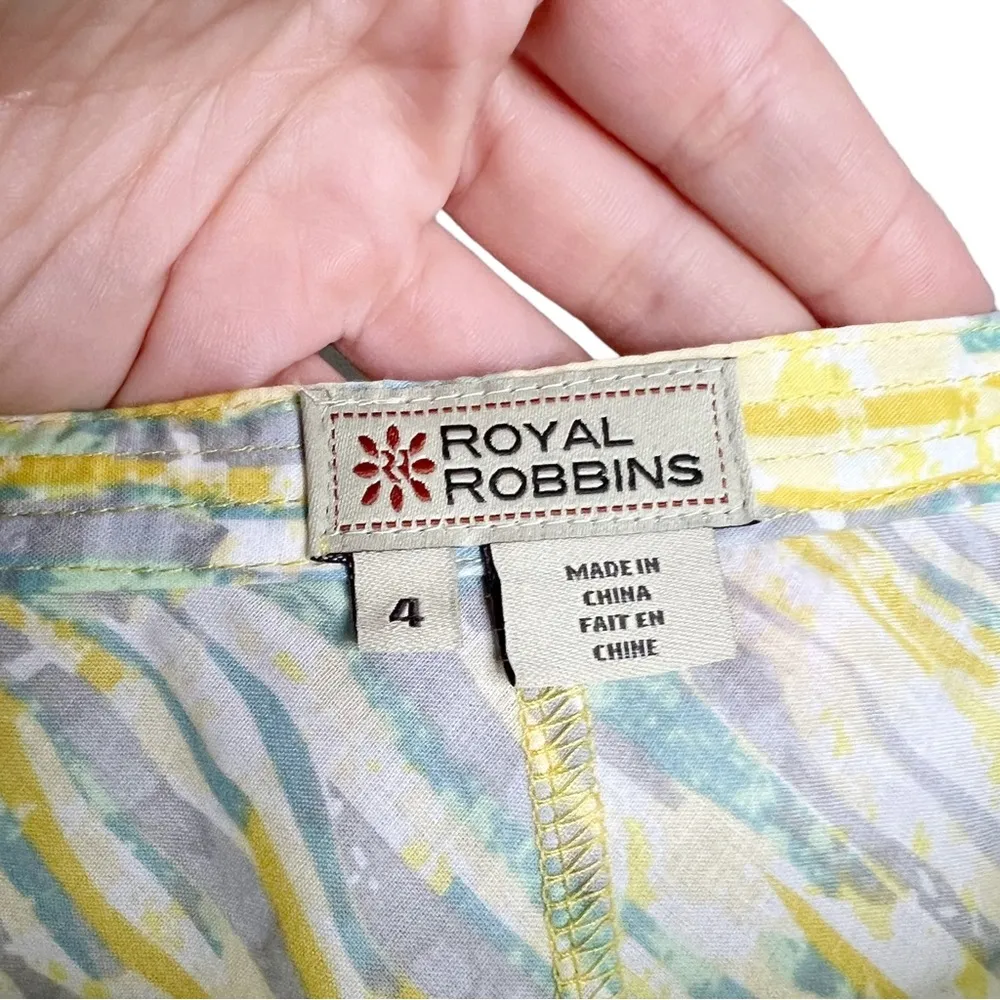 ROYAL
ROBBINS
4
MADE IN
CHINA
FAIT EN
CHINE